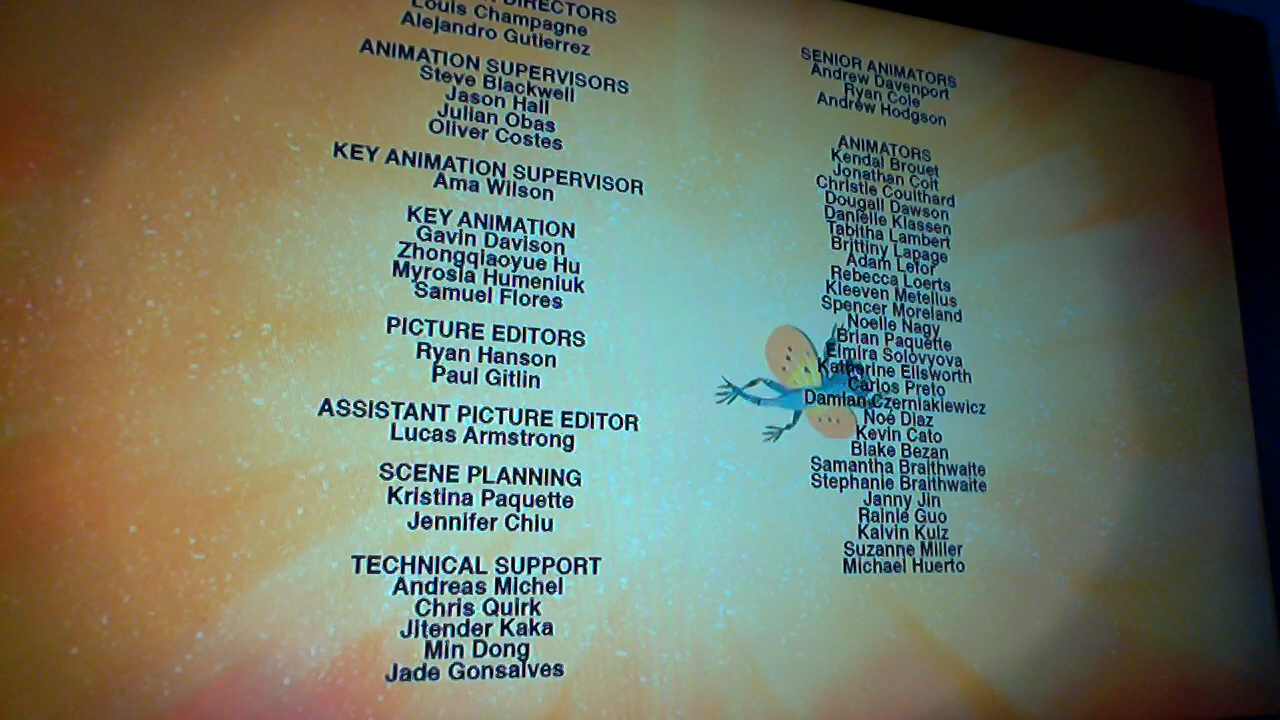 DIRECTORS
Louis Champagne
Alejandro Gutierrez
ANIMATION SUPERVISORS
Steve Blackwell
Jason Hall
Julian Obas
Oliver Costes
KEY ANIMATION SUPERVISOR
Ama Wilson
KEY ANIMATION
Gavin Davison
Zhongqiaoyue Hu
Myrosia Humeniuk
Samuel Flores
PICTURE EDITORS
Ryan Hanson
Paul Gitlin
ASSISTANT PICTURE EDITOR
Lucas Armstrong
SCENE PLANNING
Kristina Paquette
Jennifer Chiu
TECHNICAL SUPPORT
Andreas Michel
Chris Quirk
Jitender Kaka
Min Dong
Jade Gonsalves
SENIOR ANIMATORS
Andrew Davenport
Ryan Cole
Andrew Hodgson
ANIMATORS
Kendal Brouet
Jonathan Coit
Christie Coulthard
Dougall Dawson
Danielle Klassen
Tabitha Lambert
Brittiny Lapage
Adam Lefor
Rebecca Loerts
Kleeven Metellus
Spencer Moreland
Noelle Nagy
Brian Paquette
Elmira Solovyova
Katherine Ellsworth
Carlos Preto
Damian Czerniakiewicz
Noé Diaz
Kevin Cato
Blake Bezan
Samantha Braithwaite
Stephanie Braithwaite
Janny Jin
Rainie Guo
Kalvin Kulz
Suzanne Miller
Michael Huerto